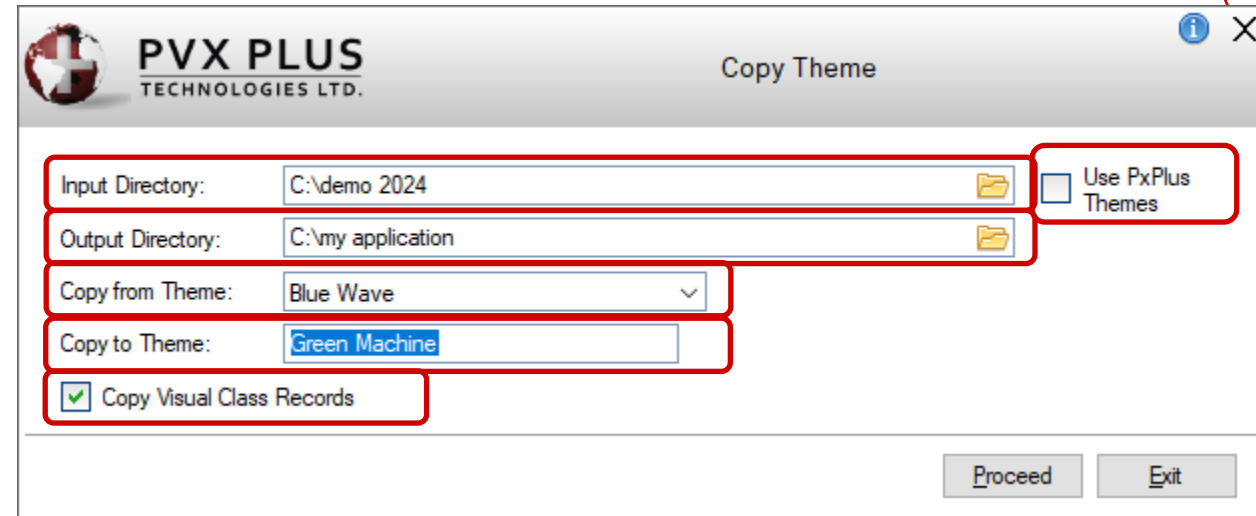 PVX PLUS
TECHNOLOGIES LTD.
Copy Theme
Input Directory: C:\demo 2024
Use PxPlus
Themes
Output Directory: C:\my application
Copy from Theme: Blue Wave
Copy to Theme: Green Machine
Copy Visual Class Records
Proceed Exit